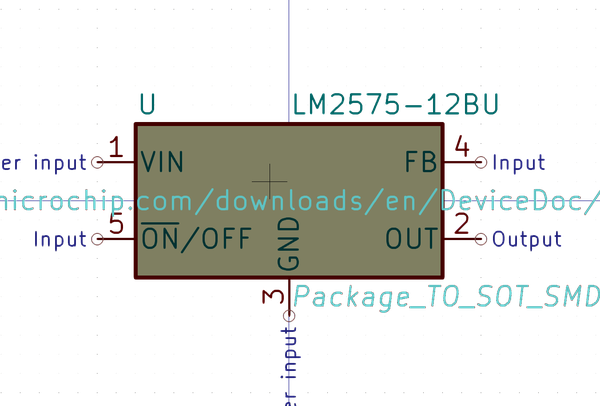 U LM2575-12BU
1 4
er input VIN FB Input
microchip.com/downloads/en/DeviceDoc/
5 2
Input ON/OFF GND OUT Output
3 Package_TO_SOT_SMD
er input